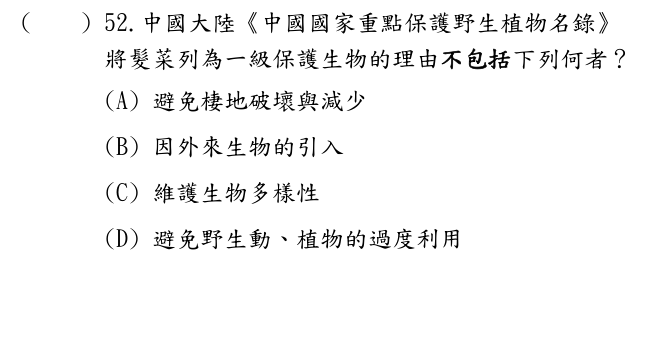 (　　) 52.中國大陸《中國國家重點保護野生植物名錄》
將髮菜列為一級保護生物的理由不包括下列何者？
(A) 避免棲地破壞與減少
(B) 因外來生物的引入
(C) 維護生物多樣性
(D) 避免野生動、植物的過度利用